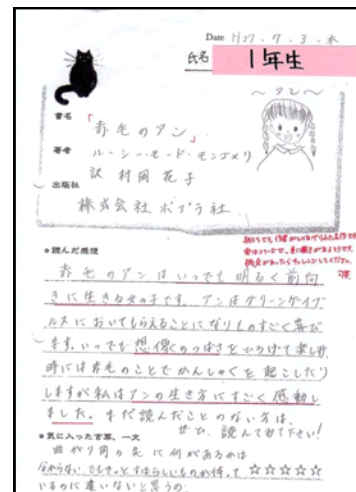 Date H27.7.3.木
氏名 1年生
～アン～
書名 「赤毛のアン」
著者 ルーシー・モード・モンゴメリ
訳 村岡花子
出版社
株式会社ポプラ社
●読んだ感想
赤毛のアンはいつでも明るく前向
きに生きる女の子です。アンはグリーンゲイブ
ルスにおいてもらえることになりものすごく喜び
ます。いつでも想像のつばさをひろげて楽しみ
時には赤毛のことでかんしゃくを起こしたり
しますが私はアンの生き方にすごく感動し
ました。まだ読んだことのない方は、
ぜひ、読んでみて下さい!
●気に入った言葉、一文
曲がり角の先に何があるかは
分からない。でもきっとすばらしいものが待って ☆☆☆☆☆
いるのに違いないと思うの